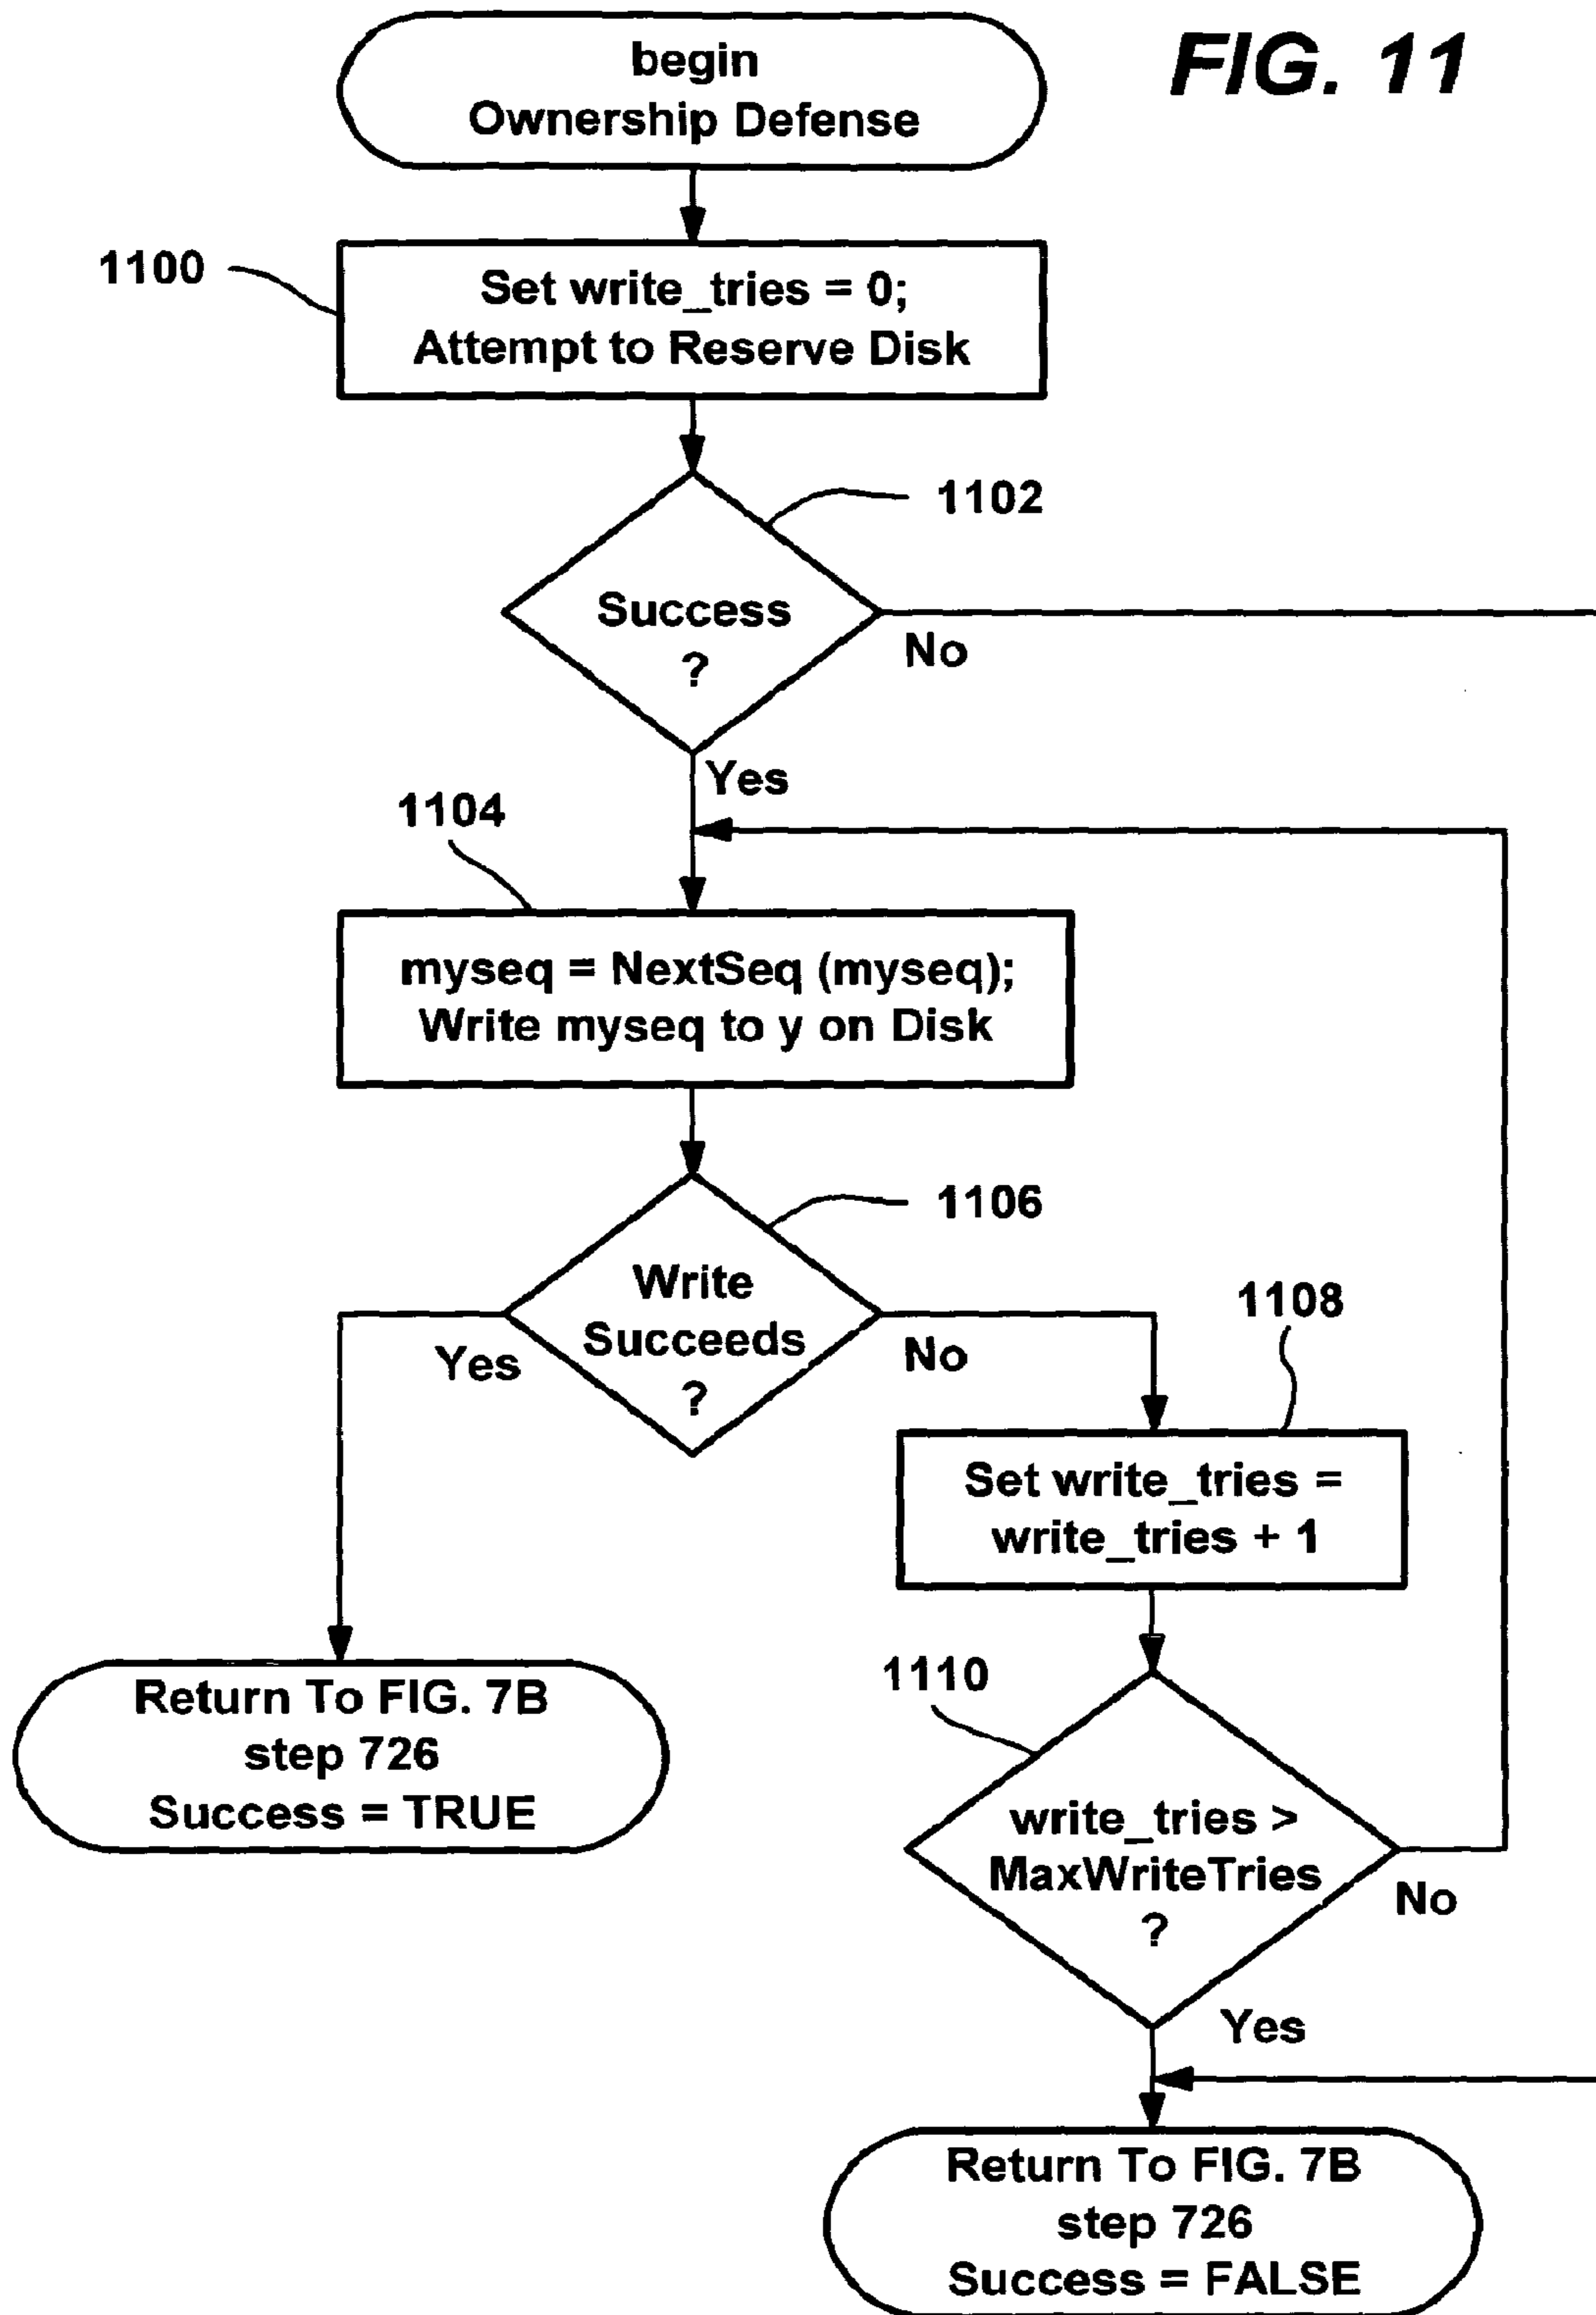 FIG. 11
begin
Ownership Defense
1100
Set write_tries = 0;
Attempt to Reserve Disk
1102
Success
?
No
Yes
1104
myseq = NextSeq (myseq);
Write myseq to y on Disk
1106
Write
Succeeds
?
Yes
No
1108
Set write_tries =
write_tries + 1
1110
write_tries >
MaxWriteTries
?
No
Yes
Return To FIG. 7B
step 726
Success = TRUE
Return To FIG. 7B
step 726
Success = FALSE